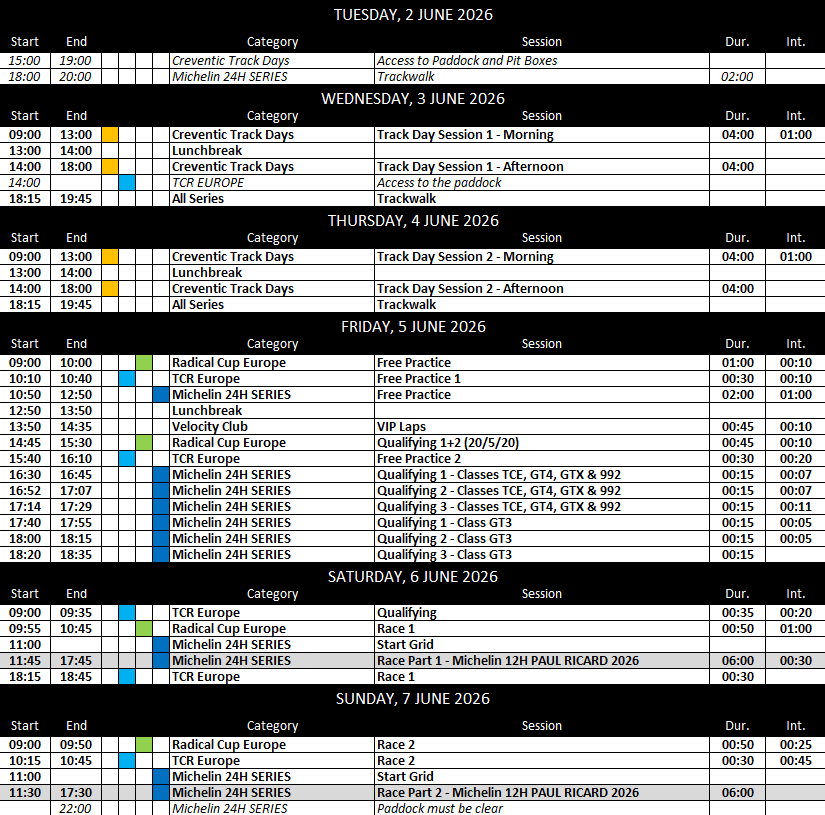 TUESDAY, 2 JUNE 2026
Start End Category Session Dur. Int.
15:00 19:00 Creventic Track Days Access to Paddock and Pit Boxes
18:00 20:00 Michelin 24H SERIES Trackwalk 02:00
WEDNESDAY, 3 JUNE 2026
Start End Category Session Dur. Int.
09:00 13:00 Creventic Track Days Track Day Session 1 - Morning 04:00 01:00
13:00 14:00 Lunchbreak
14:00 18:00 Creventic Track Days Track Day Session 1 - Afternoon 04:00
14:00 TCR EUROPE Access to the paddock
18:15 19:45 All Series Trackwalk
THURSDAY, 4 JUNE 2026
Start End Category Session Dur. Int.
09:00 13:00 Creventic Track Days Track Day Session 2 - Morning 04:00 01:00
13:00 14:00 Lunchbreak
14:00 18:00 Creventic Track Days Track Day Session 2 - Afternoon 04:00
18:15 19:45 All Series Trackwalk
FRIDAY, 5 JUNE 2026
Start End Category Session Dur. Int.
09:00 10:00 Radical Cup Europe Free Practice 01:00 00:10
10:10 10:40 TCR Europe Free Practice 1 00:30 00:10
10:50 12:50 Michelin 24H SERIES Free Practice 02:00 01:00
12:50 13:50 Lunchbreak
13:50 14:35 Velocity Club VIP Laps 00:45 00:10
14:45 15:30 Radical Cup Europe Qualifying 1+2 (20/5/20) 00:45 00:10
15:40 16:10 TCR Europe Free Practice 2 00:30 00:20
16:30 16:45 Michelin 24H SERIES Qualifying 1 - Classes TCE, GT4, GTX & 992 00:15 00:07
16:52 17:07 Michelin 24H SERIES Qualifying 2 - Classes TCE, GT4, GTX & 992 00:15 00:07
17:14 17:29 Michelin 24H SERIES Qualifying 3 - Classes TCE, GT4, GTX & 992 00:15 00:11
17:40 17:55 Michelin 24H SERIES Qualifying 1 - Class GT3 00:15 00:05
18:00 18:15 Michelin 24H SERIES Qualifying 2 - Class GT3 00:15 00:05
18:20 18:35 Michelin 24H SERIES Qualifying 3 - Class GT3 00:15
SATURDAY, 6 JUNE 2026
Start End Category Session Dur. Int.
09:00 09:35 TCR Europe Qualifying 00:35 00:20
09:55 10:45 Radical Cup Europe Race 1 00:50 01:00
11:00 Michelin 24H SERIES Start Grid
11:45 17:45 Michelin 24H SERIES Race Part 1 - Michelin 12H PAUL RICARD 2026 06:00 00:30
18:15 18:45 TCR Europe Race 1 00:30
SUNDAY, 7 JUNE 2026
Start End Category Session Dur. Int.
09:00 09:50 Radical Cup Europe Race 2 00:50 00:25
10:15 10:45 TCR Europe Race 2 00:30 00:45
11:00 Michelin 24H SERIES Start Grid
11:30 17:30 Michelin 24H SERIES Race Part 2 - Michelin 12H PAUL RICARD 2026 06:00
22:00 Michelin 24H SERIES Paddock must be clear